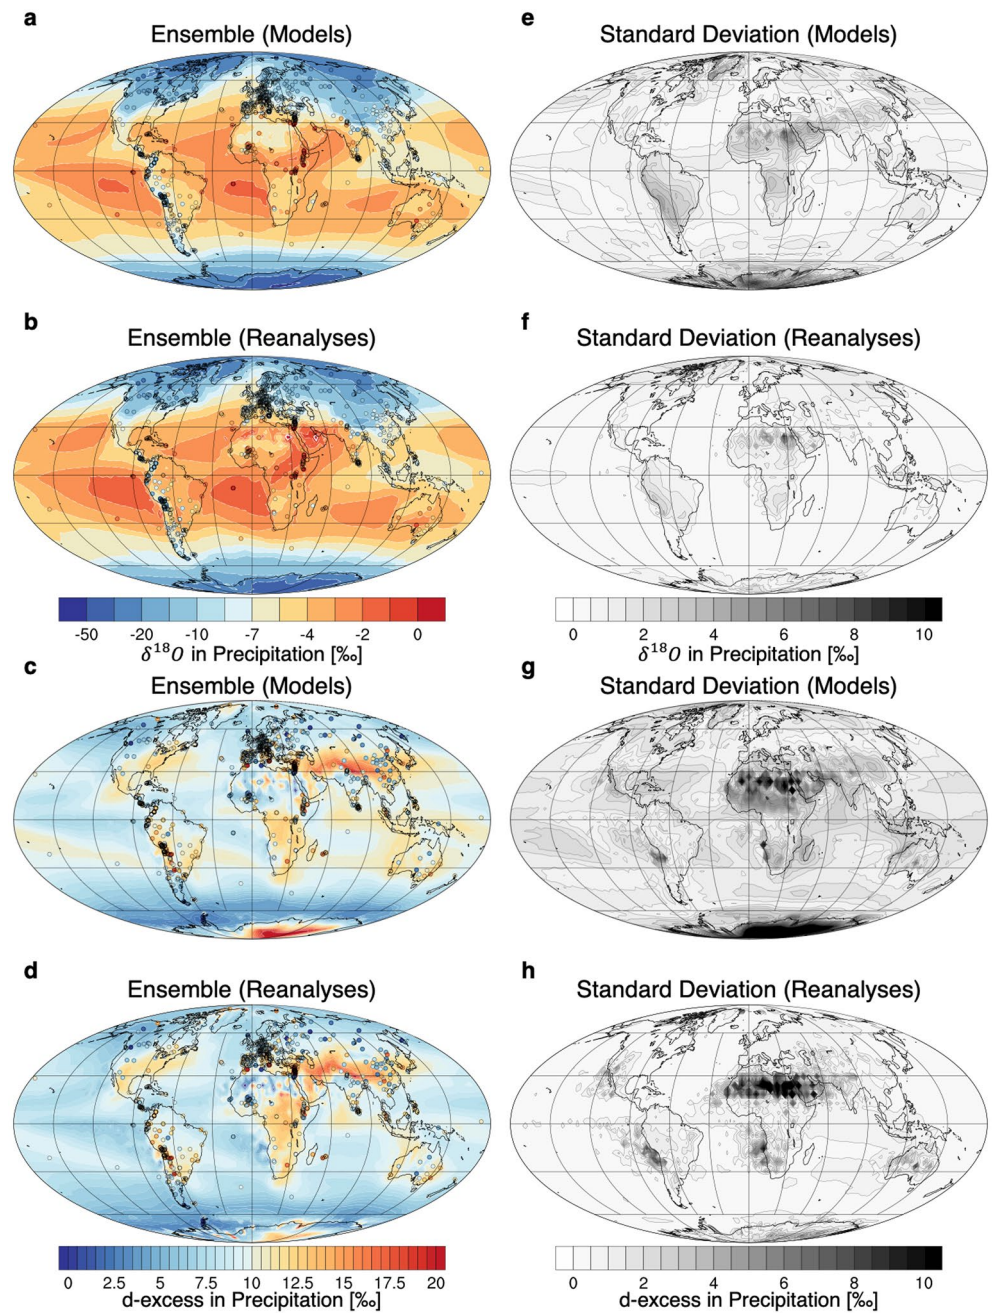 a
e
Ensemble (Models)
Standard Deviation (Models)
b
f
Ensemble (Reanalyses)
Standard Deviation (Reanalyses)
-50 -20 -10 -7 -4 -2 0
0 2 4 6 8 10
δ¹⁸O in Precipitation [‰]
δ¹⁸O in Precipitation [‰]
c
g
Ensemble (Models)
Standard Deviation (Models)
d
h
Ensemble (Reanalyses)
Standard Deviation (Reanalyses)
0 2.5 5 7.5 10 12.5 15 17.5 20
0 2 4 6 8 10
d-excess in Precipitation [‰]
d-excess in Precipitation [‰]